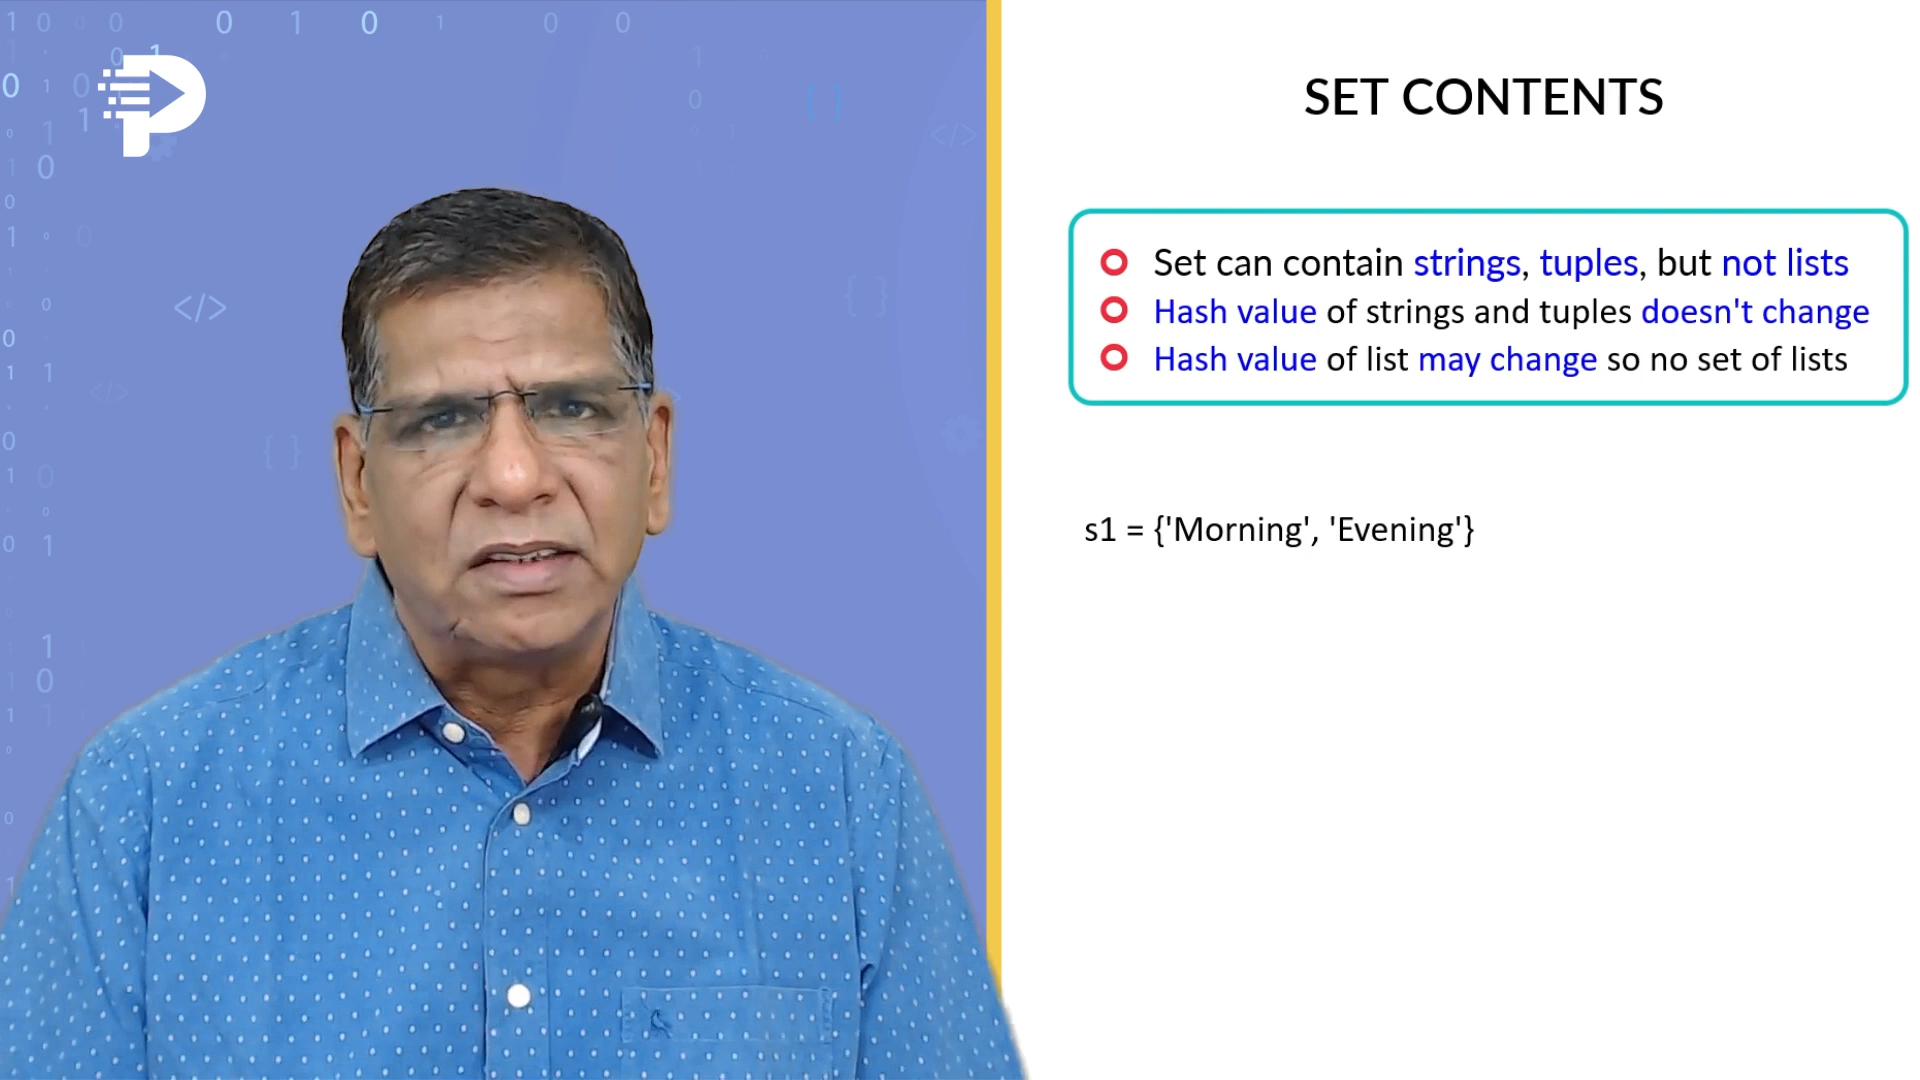 SET CONTENTS
Set can contain strings, tuples, but not lists
Hash value of strings and tuples doesn't change
Hash value of list may change so no set of lists
s1 = {'Morning', 'Evening'}